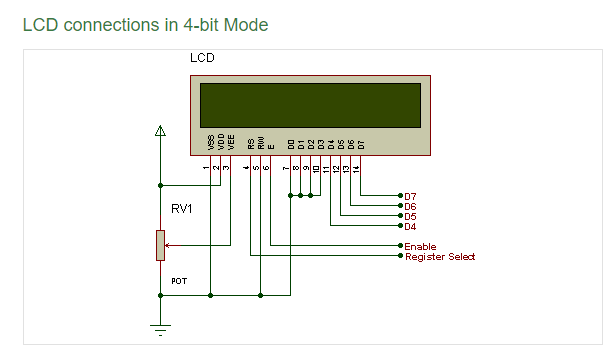 LCD connections in 4-bit Mode
LCD
VSS
VDD
VEE
RS
RW
E
D0
D1
D2
D3
D4
D5
D6
D7
1
2
3
4
5
6
7
8
9
10
11
12
13
14
D7
D6
D5
D4
RV1
Enable
Register Select
POT